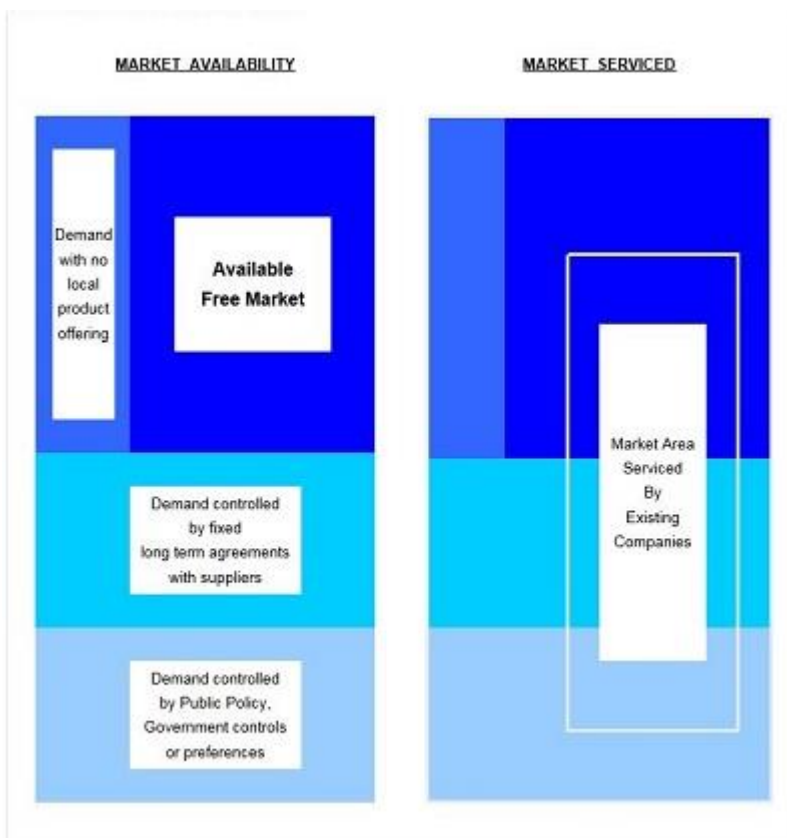 MARKET AVAILABILITY
MARKET SERVICED
Demand
with no
local
product
offering
Available
Free Market
Demand controlled
by fixed
long term agreements
with suppliers
Demand controlled
by Public Policy,
Government controls
or preferences
Market Area
Serviced
By
Existing
Companies